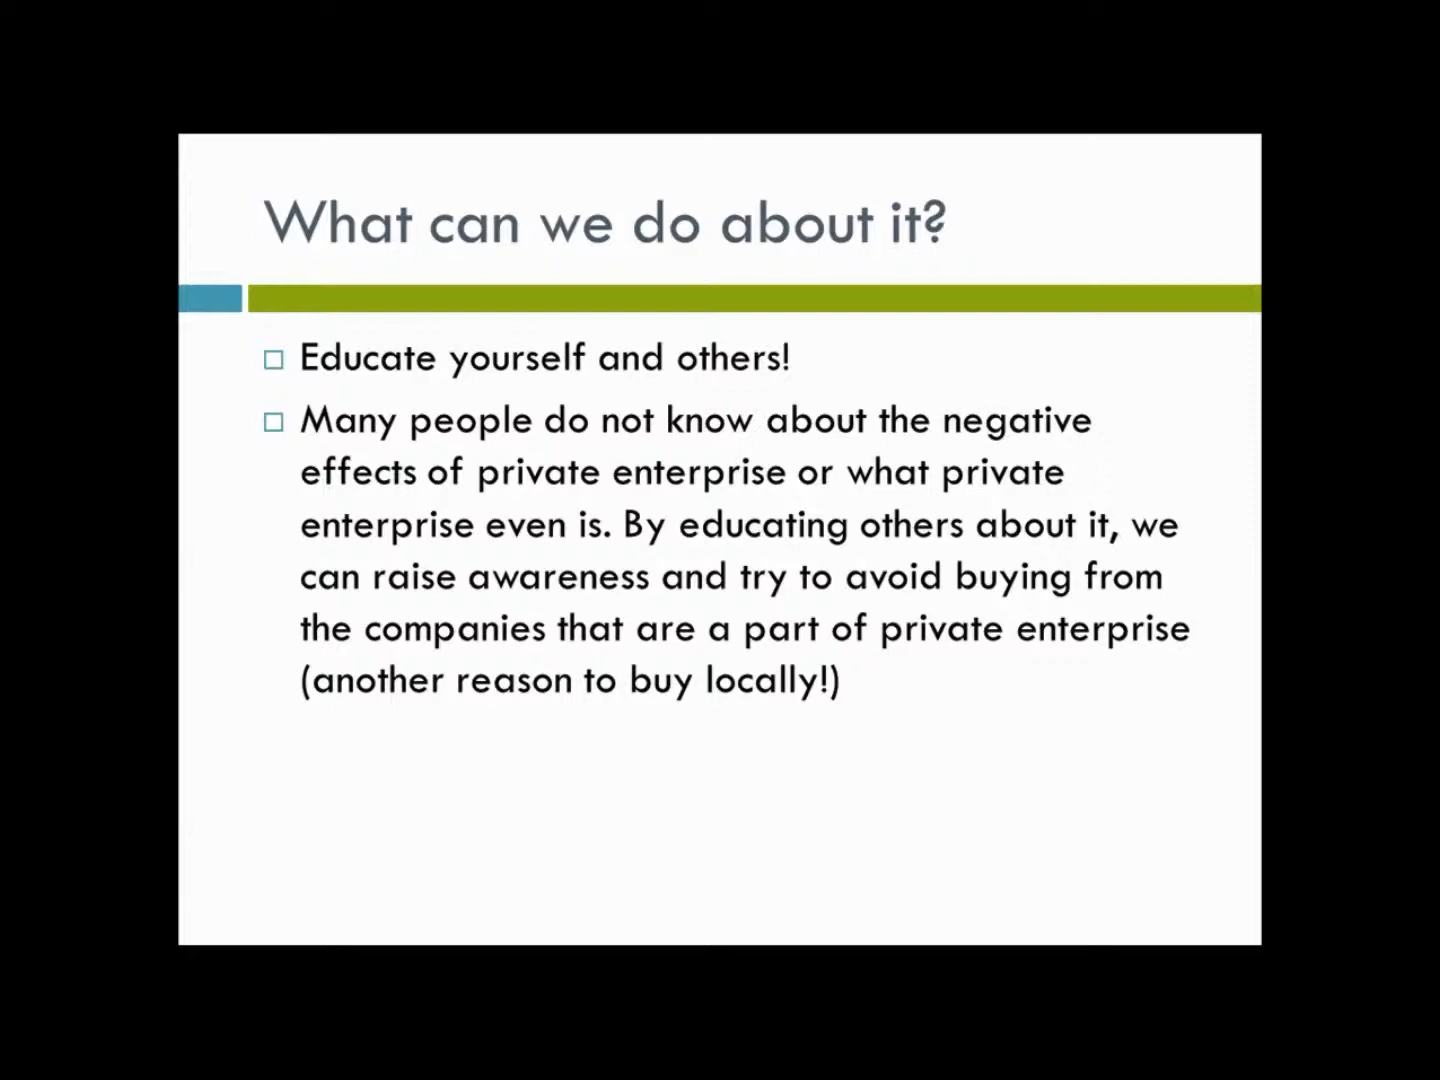 What can we do about it?
Educate yourself and others!
Many people do not know about the negative
effects of private enterprise or what private
enterprise even is. By educating others about it, we
can raise awareness and try to avoid buying from
the companies that are a part of private enterprise
(another reason to buy locally!)